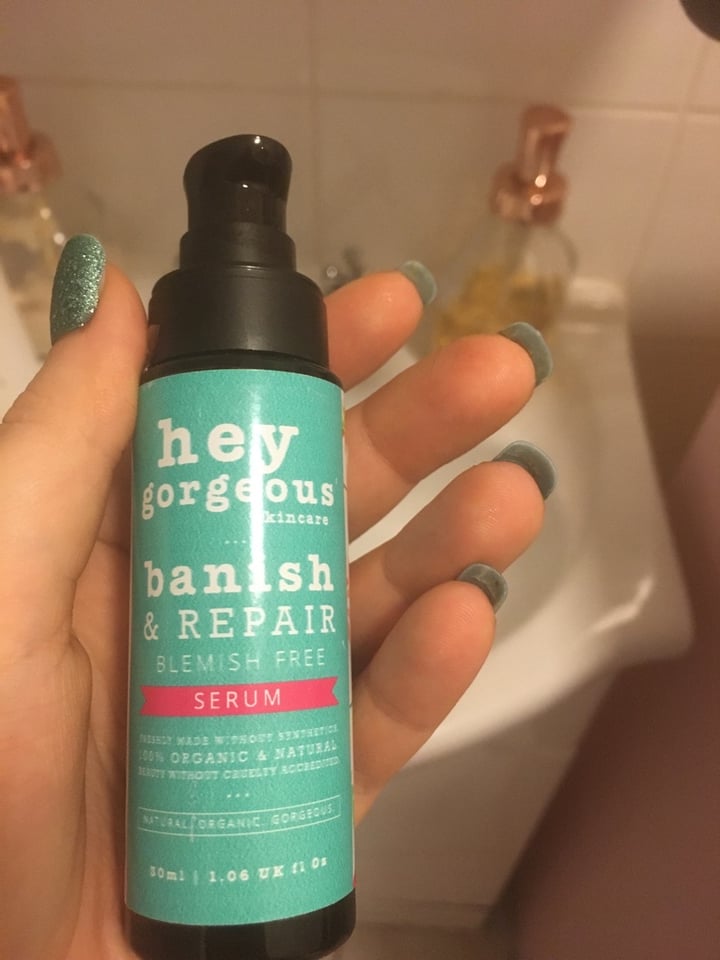 hey
gorgeous
skincare
...
banish
& REPAIR
BLEMISH FREE
SERUM
FRESHLY MADE WITHOUT SYNTHETICS
100% ORGANIC & NATURAL
BEAUTY WITHOUT CRUELTY ACCREDITED
...
NATURAL. ORGANIC. GORGEOUS.
30ml | 1.06 UK fl Oz